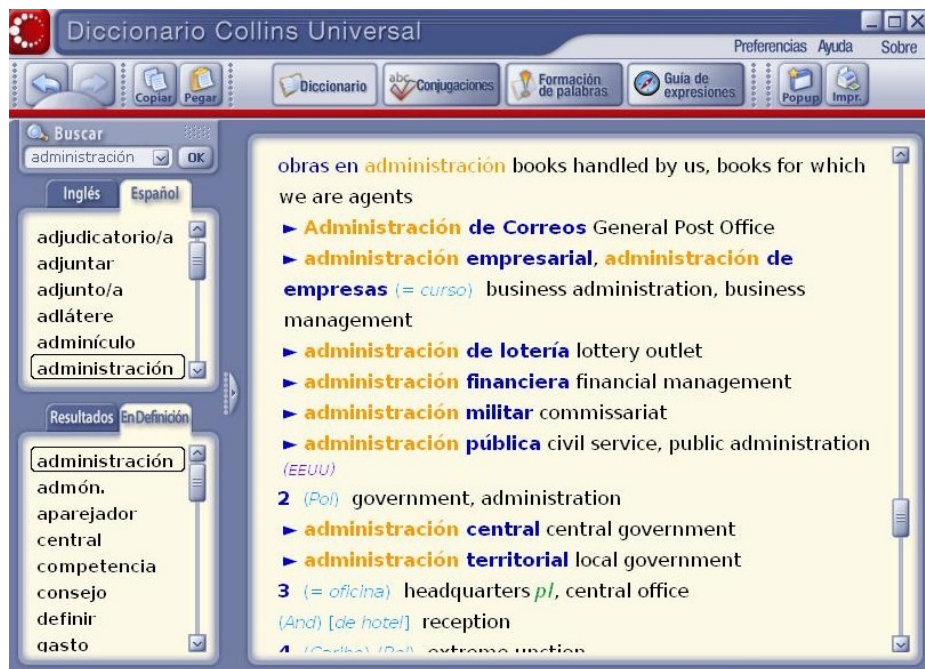 Diccionario Collins Universal
Preferencias Ayuda Sobre
Copiar Pegar
Diccionario
abc Conjugaciones
Formación de palabras
Guía de expresiones
Popup Impr.
Buscar
administración OK
Inglés Español
adjudicatorio/a
adjuntar
adjunto/a
adlátere
adminículo
administración
Resultados En Definición
administración
admón.
aparejador
central
competencia
consejo
definir
gasto
obras en administración books handled by us, books for which
we are agents
► Administración de Correos General Post Office
► administración empresarial, administración de
empresas (= curso) business administration, business
management
► administración de lotería lottery outlet
► administración financiera financial management
► administración militar commissariat
► administración pública civil service, public administration
(EEUU)
2 (Pol) government, administration
► administración central central government
► administración territorial local government
3 (= oficina) headquarters pl, central office
(And) [de hotel] reception
4 (Caribe) (Rel) extreme unction